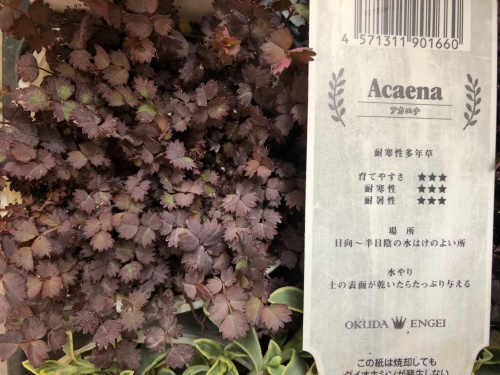 4 571311 901660
Acaena
アカエナ
耐寒性多年草
育てやすさ ★★★
耐寒性 ★★★
耐暑性 ★★★
場所
日向～半日陰の水はけのよい所
水やり
土の表面が乾いたらたっぷり与える
OKUDA ENGEI
この紙は焼却しても
ダイオキシンが発生しない